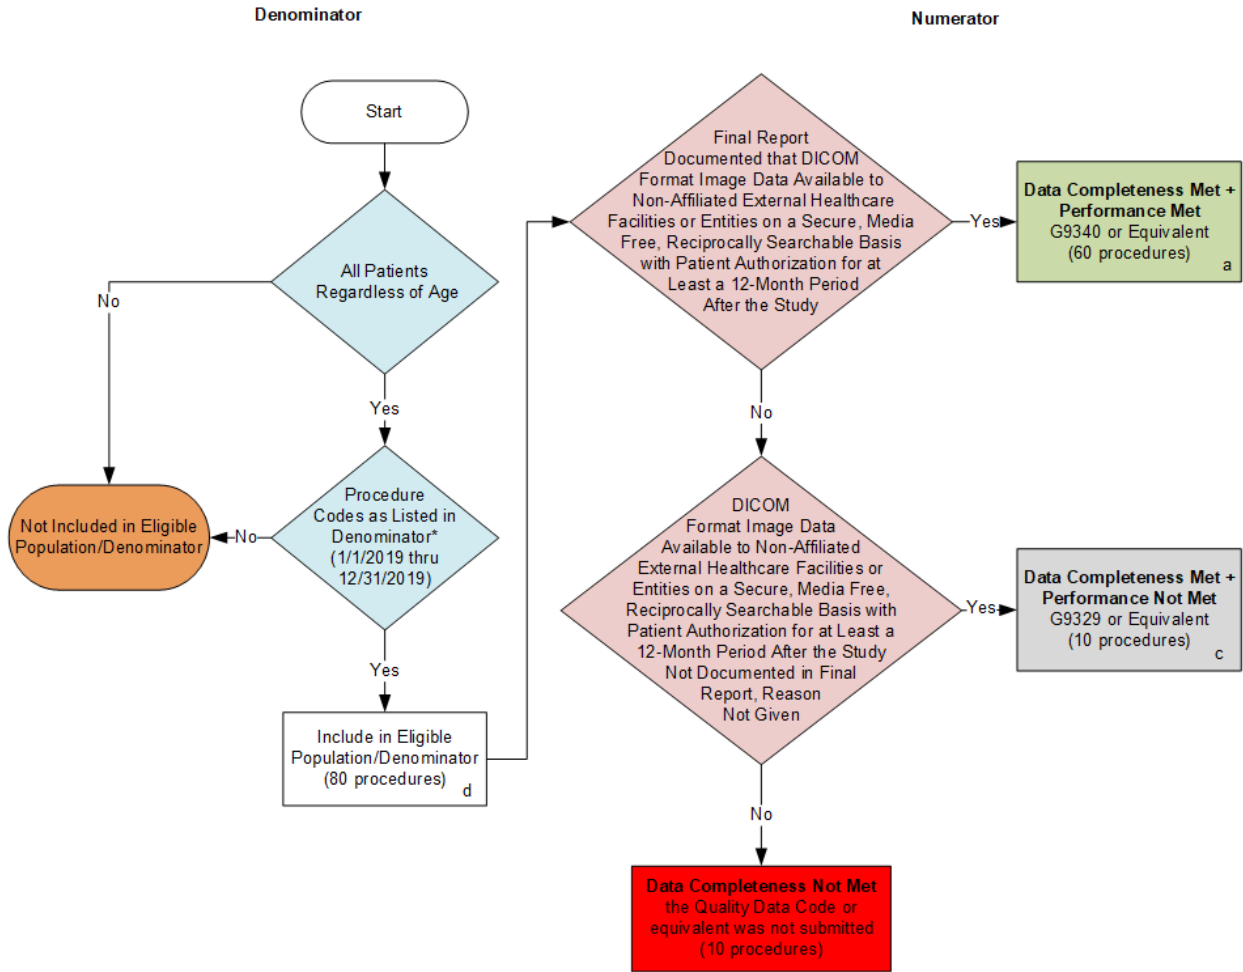 Denominator
Numerator
Start
All Patients
Regardless of Age
No
Yes
Procedure
Codes as Listed in
Denominator*
(1/1/2019 thru
12/31/2019)
No
Not Included in Eligible
Population/Denominator
Yes
Include in Eligible
Population/Denominator
(80 procedures)
d
Final Report
Documented that DICOM
Format Image Data Available to
Non-Affiliated External Healthcare
Facilities or Entities on a Secure, Media
Free, Reciprocally Searchable Basis
with Patient Authorization for at
Least a 12-Month Period
After the Study
Yes
Data Completeness Met +
Performance Met
G9340 or Equivalent
(60 procedures)
a
No
DICOM
Format Image Data
Available to Non-Affiliated
External Healthcare Facilities or
Entities on a Secure, Media Free,
Reciprocally Searchable Basis with
Patient Authorization for at Least a
12-Month Period After the Study
Not Documented in Final
Report, Reason
Not Given
Yes
Data Completeness Met +
Performance Not Met
G9329 or Equivalent
(10 procedures)
c
No
Data Completeness Not Met
the Quality Data Code or
equivalent was not submitted
(10 procedures)